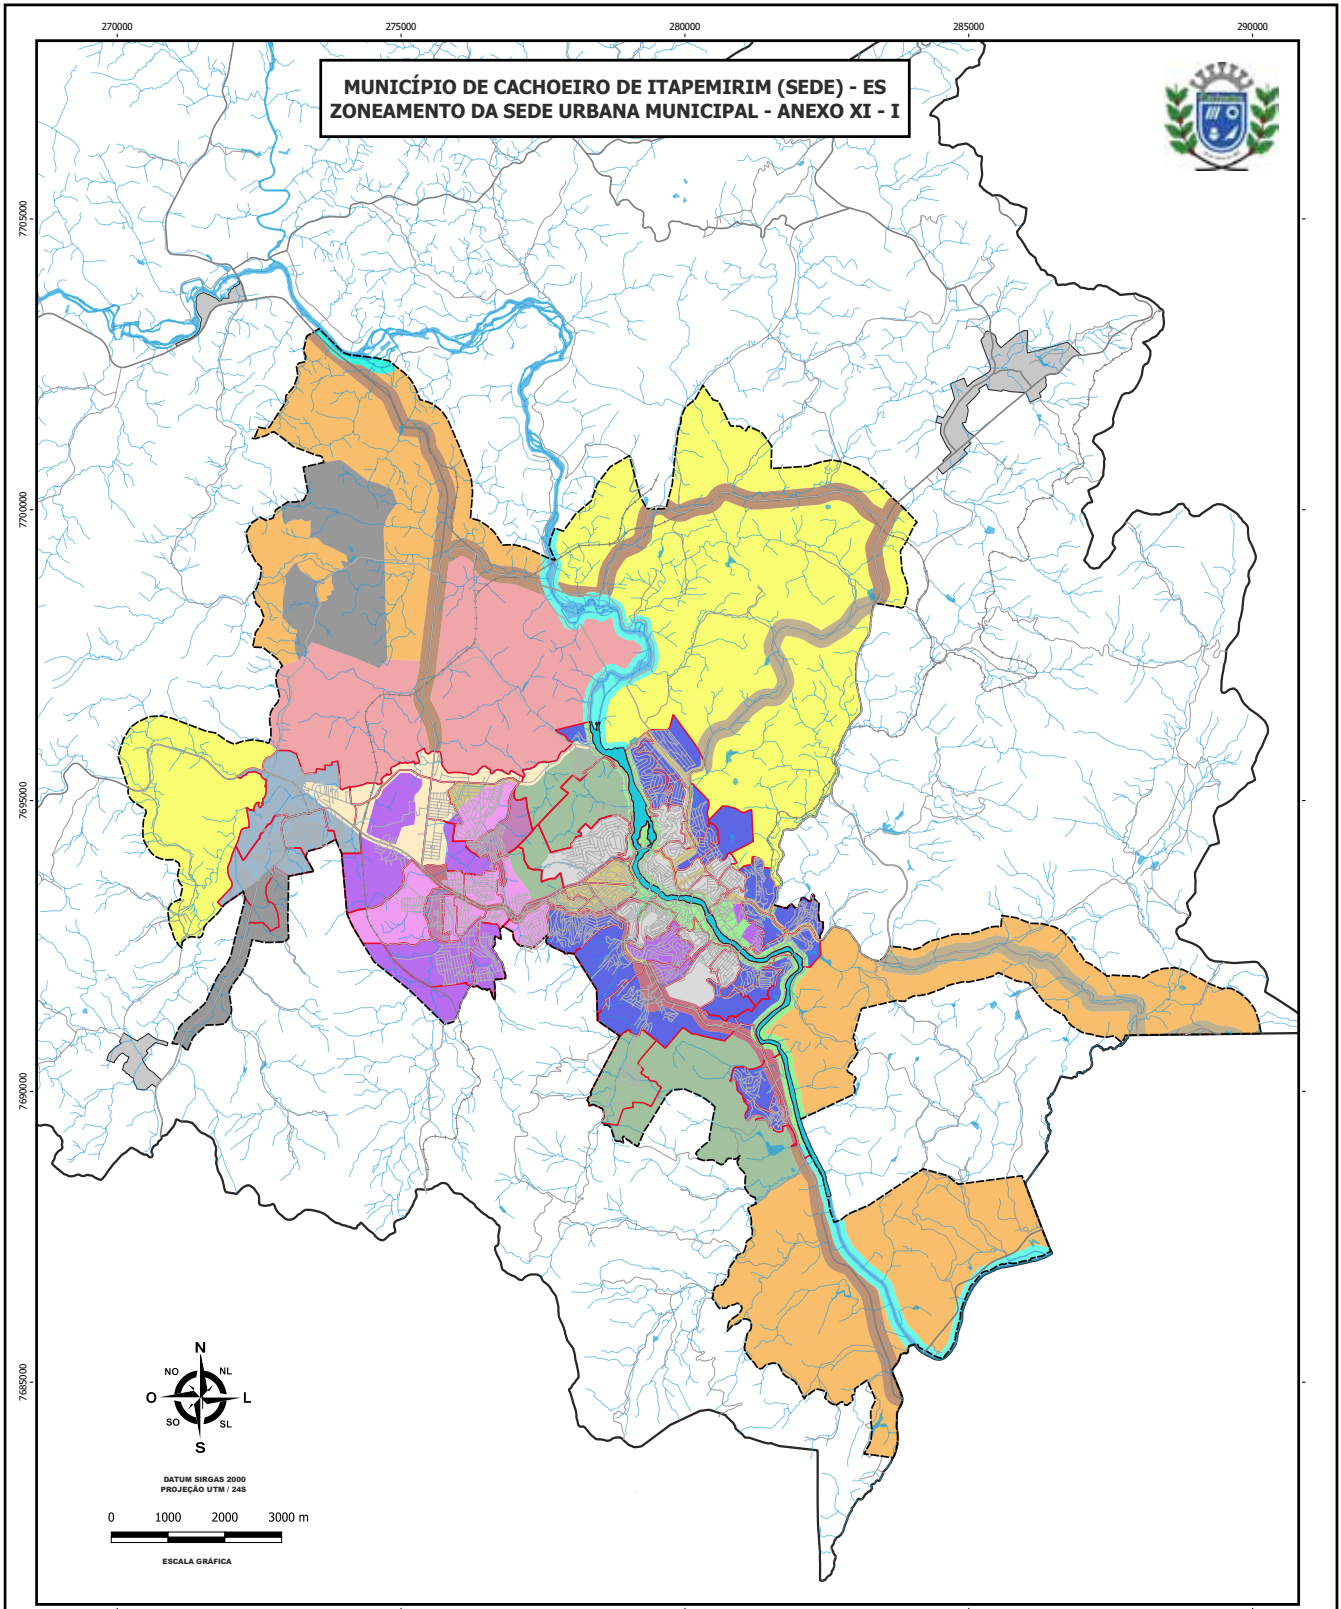 270000 275000 280000 285000 290000
MUNICÍPIO DE CACHOEIRO DE ITAPEMIRIM (SEDE) - ES
ZONEAMENTO DA SEDE URBANA MUNICIPAL - ANEXO XI - I
7705000
7700000
7695000
7690000
7685000
N
NO NL
O L
SO SL
S
DATUM SIRGAS 2000
PROJEÇÃO UTM / 24S
0 1000 2000 3000 m
ESCALA GRÁFICA